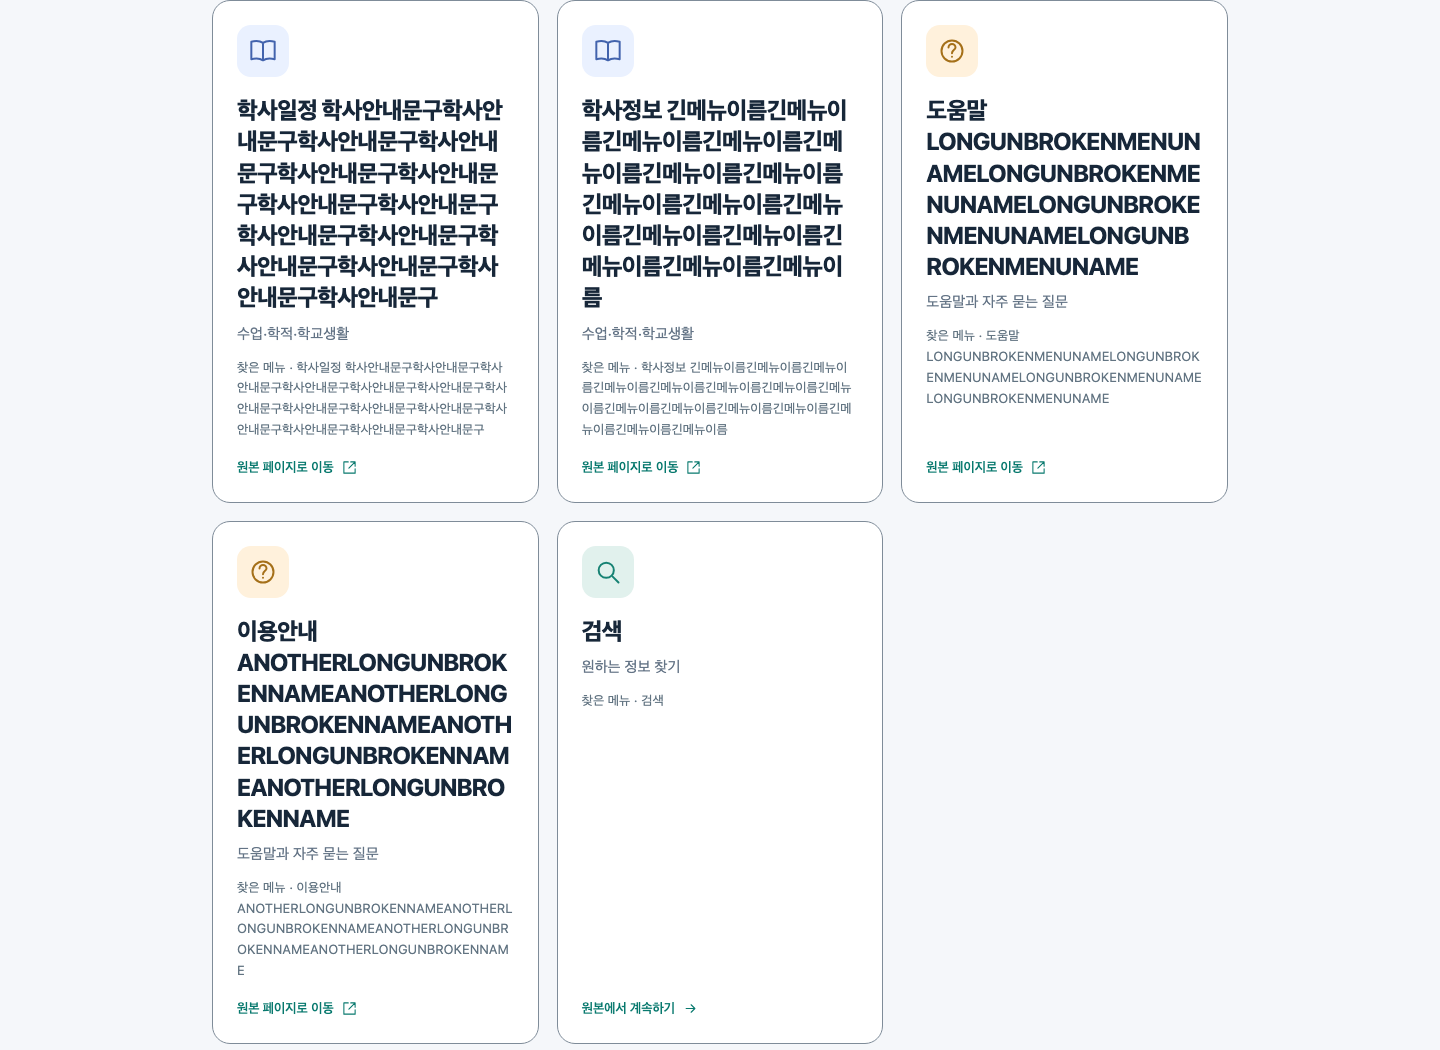 학사일정 학사안내문구학사안
내문구학사안내문구학사안내
문구학사안내문구학사안내문
구학사안내문구학사안내문구
학사안내문구학사안내문구학
사안내문구학사안내문구학사
안내문구학사안내문구
수업·학적·학교생활
찾은 메뉴 · 학사일정 학사안내문구학사안내문구학사
안내문구학사안내문구학사안내문구학사안내문구학사
안내문구학사안내문구학사안내문구학사안내문구학사
안내문구학사안내문구학사안내문구학사안내문구
원본 페이지로 이동
학사정보 긴메뉴이름긴메뉴이
름긴메뉴이름긴메뉴이름긴메
뉴이름긴메뉴이름긴메뉴이름
긴메뉴이름긴메뉴이름긴메뉴
이름긴메뉴이름긴메뉴이름긴
메뉴이름긴메뉴이름긴메뉴이
름
수업·학적·학교생활
찾은 메뉴 · 학사정보 긴메뉴이름긴메뉴이름긴메뉴이
름긴메뉴이름긴메뉴이름긴메뉴이름긴메뉴이름긴메뉴
이름긴메뉴이름긴메뉴이름긴메뉴이름긴메뉴이름긴메
뉴이름긴메뉴이름긴메뉴이름
원본 페이지로 이동
도움말
LONGUNBROKENMENUN
AMELONGUNBROKENME
NUNAMELONGUNBROKE
NMENUNAMELONGUNB
ROKENMENUNAME
도움말과 자주 묻는 질문
찾은 메뉴 · 도움말
LONGUNBROKENMENUNAMELONGUNBROK
ENMENUNAMELONGUNBROKENMENUNAME
LONGUNBROKENMENUNAME
원본 페이지로 이동
이용안내
ANOTHERLONGUNBROK
ENNAMEANOTHERLONG
UNBROKENNAMEANOTH
ERLONGUNBROKENNAM
EANOTHERLONGUNBRO
KENNAME
도움말과 자주 묻는 질문
찾은 메뉴 · 이용안내
ANOTHERLONGUNBROKENNAMEANOTHERL
ONGUNBROKENNAMEANOTHERLONGUNBR
OKENNAMEANOTHERLONGUNBROKENNAM
E
원본 페이지로 이동
검색
원하는 정보 찾기
찾은 메뉴 · 검색
원본에서 계속하기